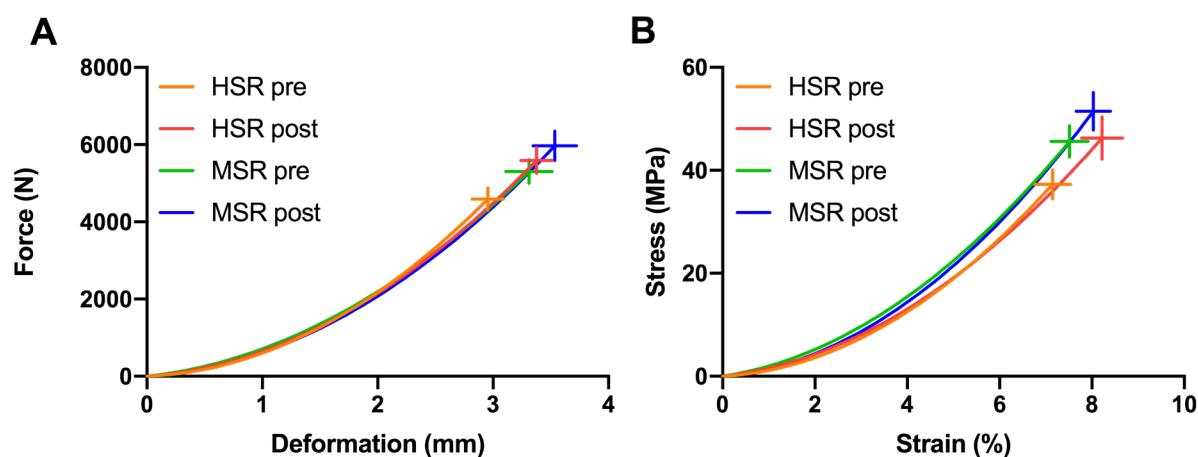 A
Force (N)
8000
6000
4000
2000
0
HSR pre
HSR post
MSR pre
MSR post
0 1 2 3 4
Deformation (mm)
B
Stress (MPa)
60
40
20
0
HSR pre
HSR post
MSR pre
MSR post
0 2 4 6 8 10
Strain (%)